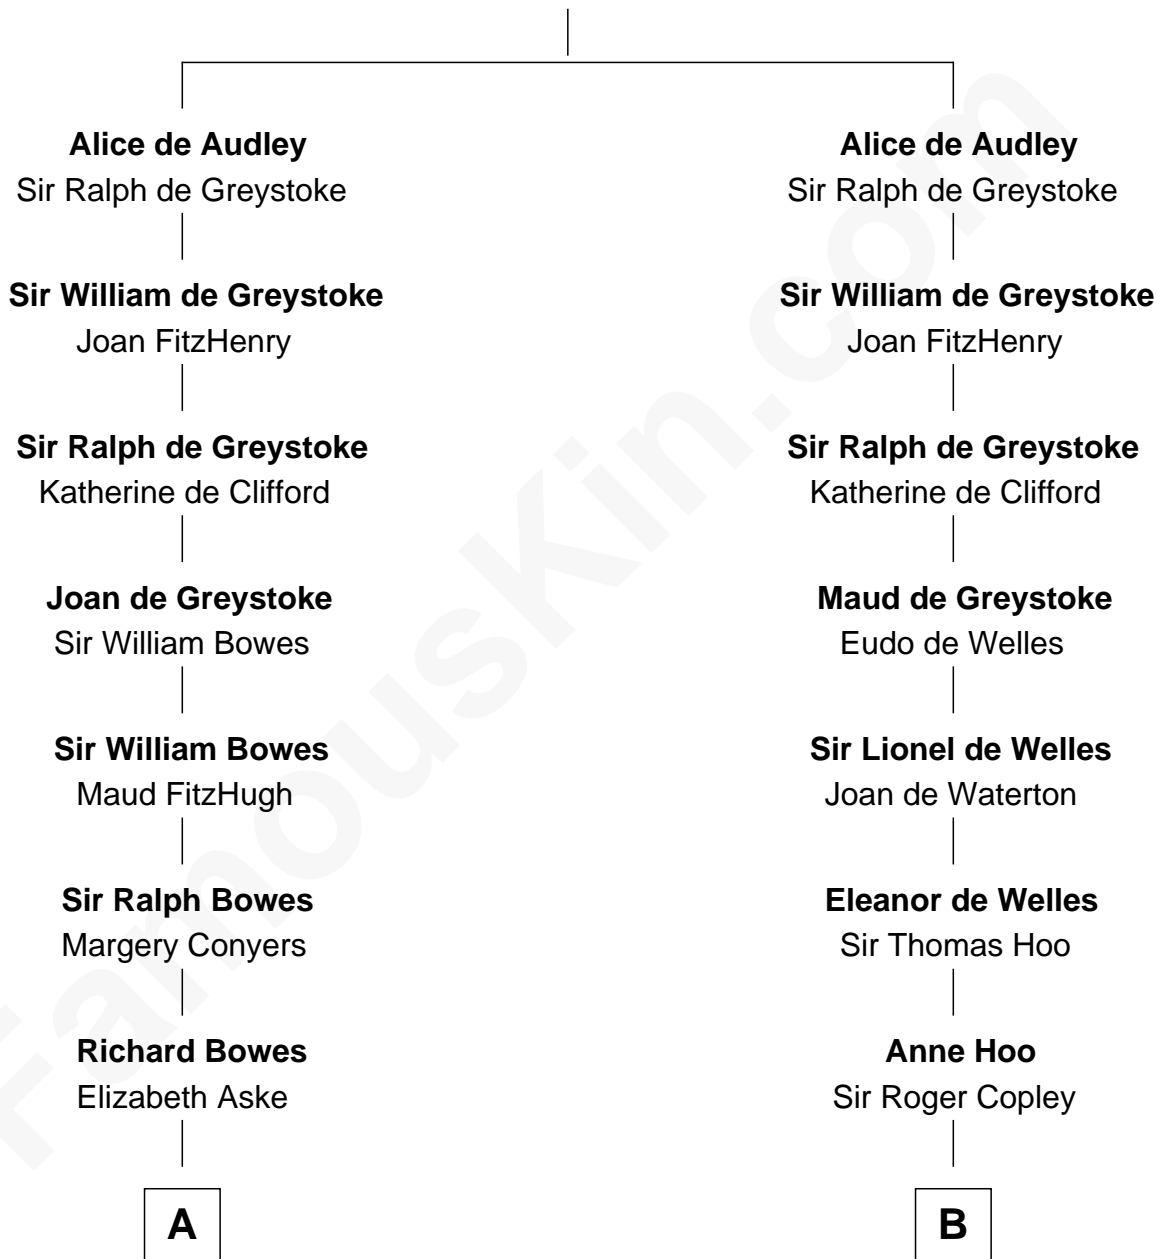 Alice de Audley
Sir Ralph de Greystoke
Sir William de Greystoke
Joan FitzHenry
Sir Ralph de Greystoke
Katherine de Clifford
Joan de Greystoke
Sir William Bowes
Sir William Bowes
Maud FitzHugh
Sir Ralph Bowes
Margery Conyers
Richard Bowes
Elizabeth Aske
A
Alice de Audley
Sir Ralph de Greystoke
Sir William de Greystoke
Joan FitzHenry
Sir Ralph de Greystoke
Katherine de Clifford
Maud de Greystoke
Eudo de Welles
Sir Lionel de Welles
Joan de Waterton
Eleanor de Welles
Sir Thomas Hoo
Anne Hoo
Sir Roger Copley
B
FamousKin.com